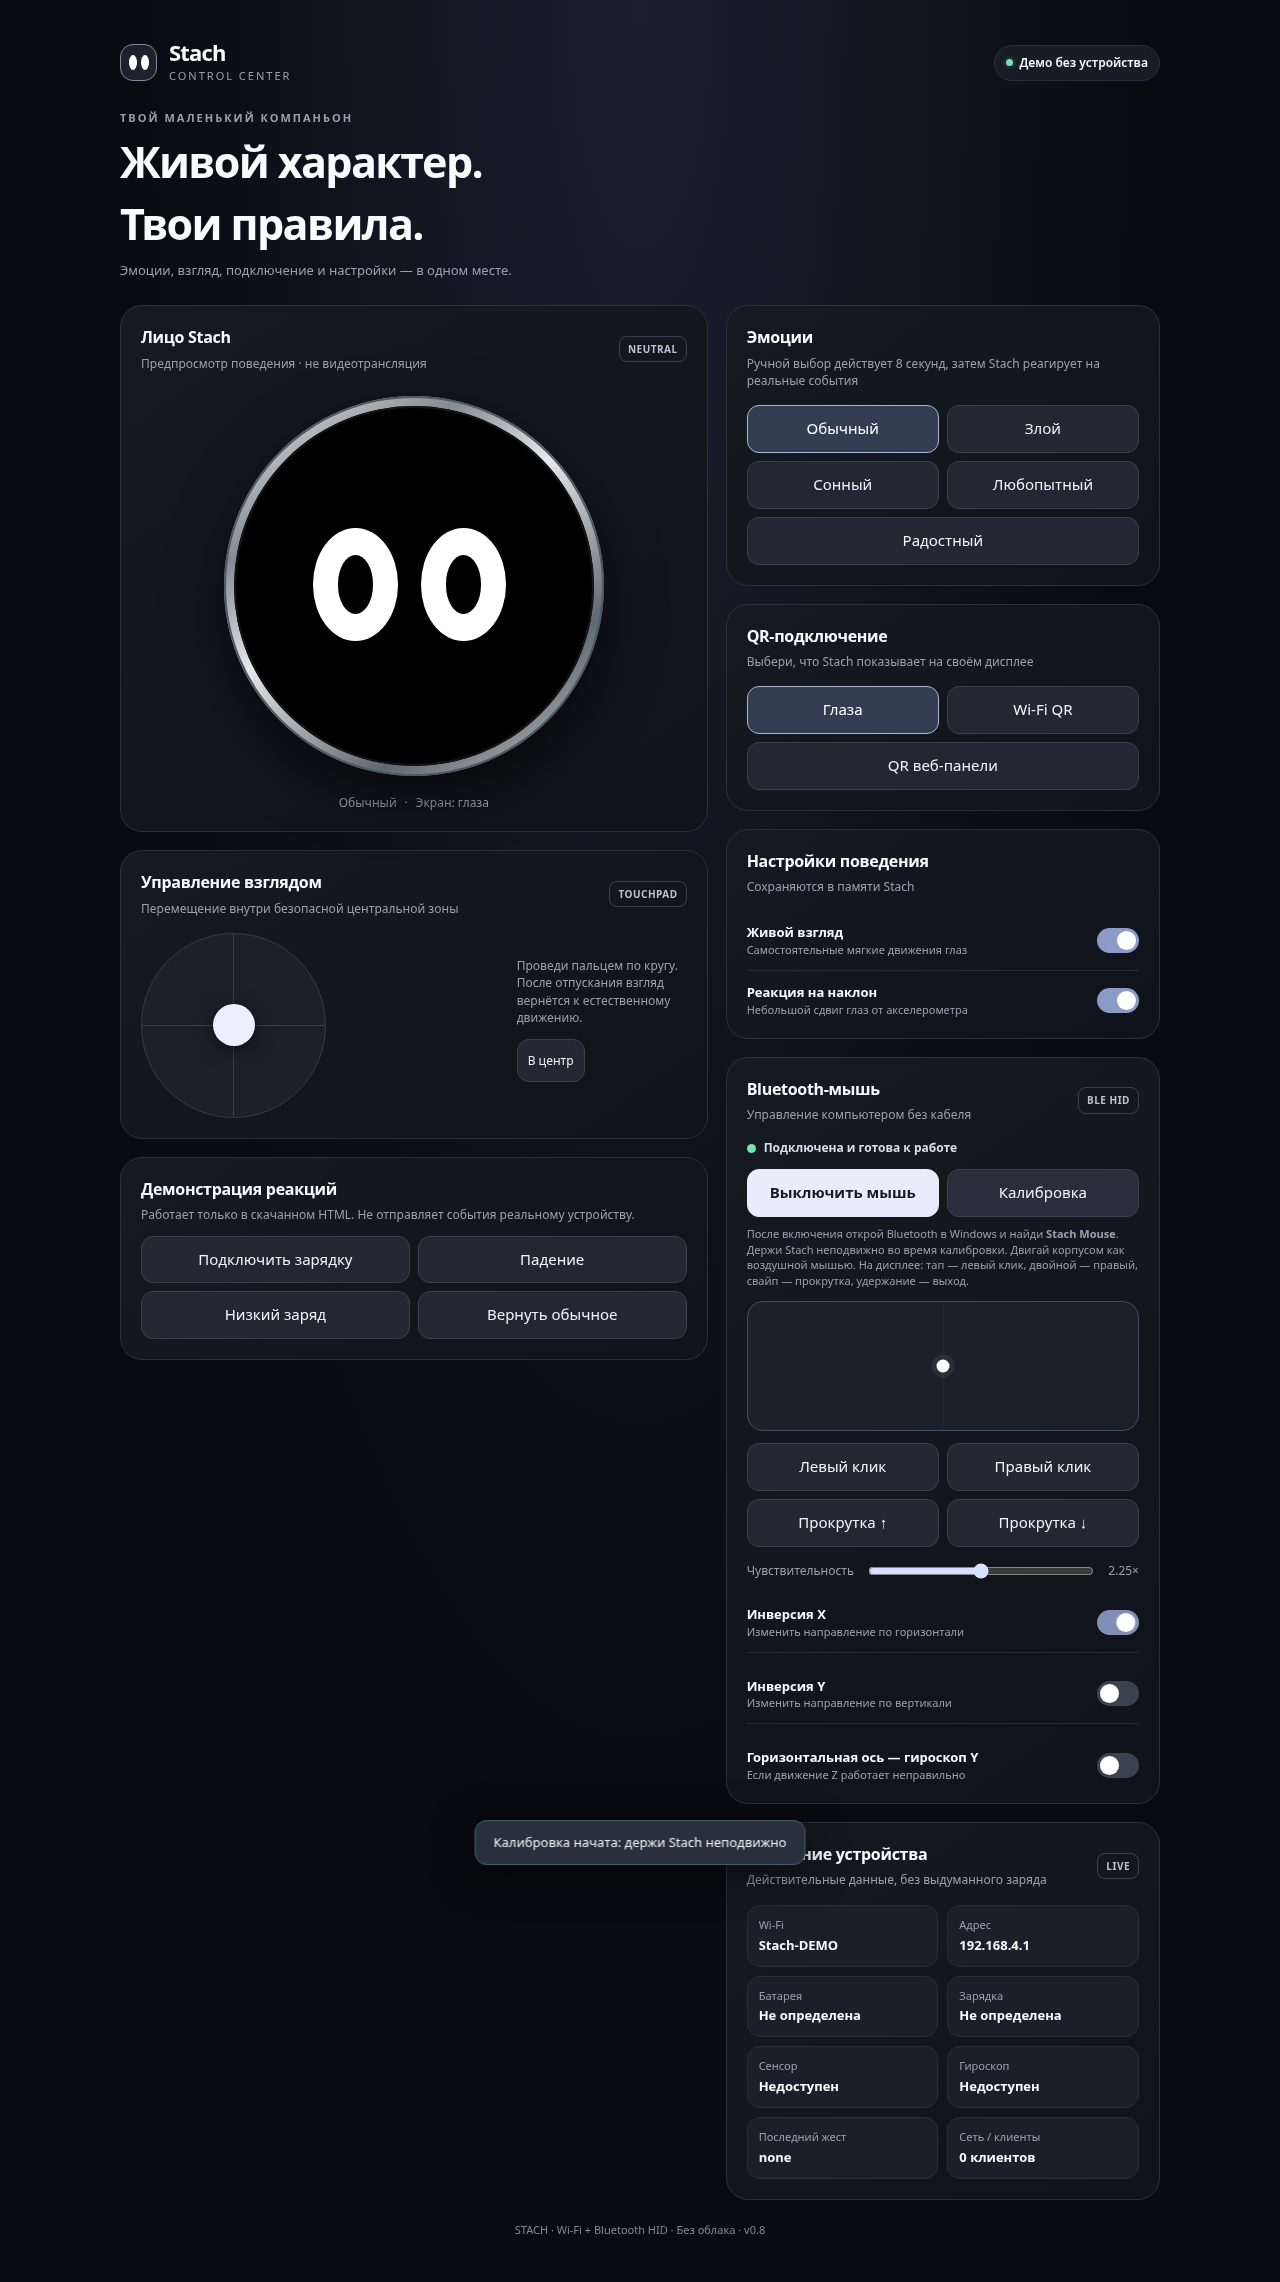 Stach
CONTROL CENTER
Демо без устройства
ТВОЙ МАЛЕНЬКИЙ КОМПАНЬОН
Живой характер.
Твои правила.
Эмоции, взгляд, подключение и настройки — в одном месте.
Лицо Stach
Предпросмотр поведения · не видеотрансляция
NEUTRAL
Обычный · Экран: глаза
Управление взглядом
Перемещение внутри безопасной центральной зоны
TOUCHPAD
Проведи пальцем по кругу.
После отпускания взгляд
вернётся к естественному
движению.
В центр
Демонстрация реакций
Работает только в скачанном HTML. Не отправляет события реальному устройству.
Подключить зарядку
Падение
Низкий заряд
Вернуть обычное
Эмоции
Ручной выбор действует 8 секунд, затем Stach реагирует на
реальные события
Обычный
Злой
Сонный
Любопытный
Радостный
QR-подключение
Выбери, что Stach показывает на своём дисплее
Глаза
Wi-Fi QR
QR веб-панели
Настройки поведения
Сохраняются в памяти Stach
Живой взгляд
Самостоятельные мягкие движения глаз
Реакция на наклон
Небольшой сдвиг глаз от акселерометра
Bluetooth-мышь
Управление компьютером без кабеля
BLE HID
Подключена и готова к работе
Выключить мышь
Калибровка
После включения открой Bluetooth в Windows и найди Stach Mouse.
Держи Stach неподвижно во время калибровки. Двигай корпусом как
воздушной мышью. На дисплее: тап — левый клик, двойной — правый,
свайп — прокрутка, удержание — выход.
Левый клик
Правый клик
Прокрутка ↑
Прокрутка ↓
Чувствительность
2.25×
Инверсия X
Изменить направление по горизонтали
Инверсия Y
Изменить направление по вертикали
Горизонтальная ось — гироскоп Y
Если движение Z работает неправильно
Калибровка начата: держи Stach неподвижно
устройства
Действительные данные, без выдуманного заряда
LIVE
Wi-Fi
Stach-DEMO
Адрес
192.168.4.1
Батарея
Не определена
Зарядка
Не определена
Сенсор
Недоступен
Гироскоп
Недоступен
Последний жест
none
Сеть / клиенты
0 клиентов
STACH · Wi-Fi + Bluetooth HID · Без облака · v0.8